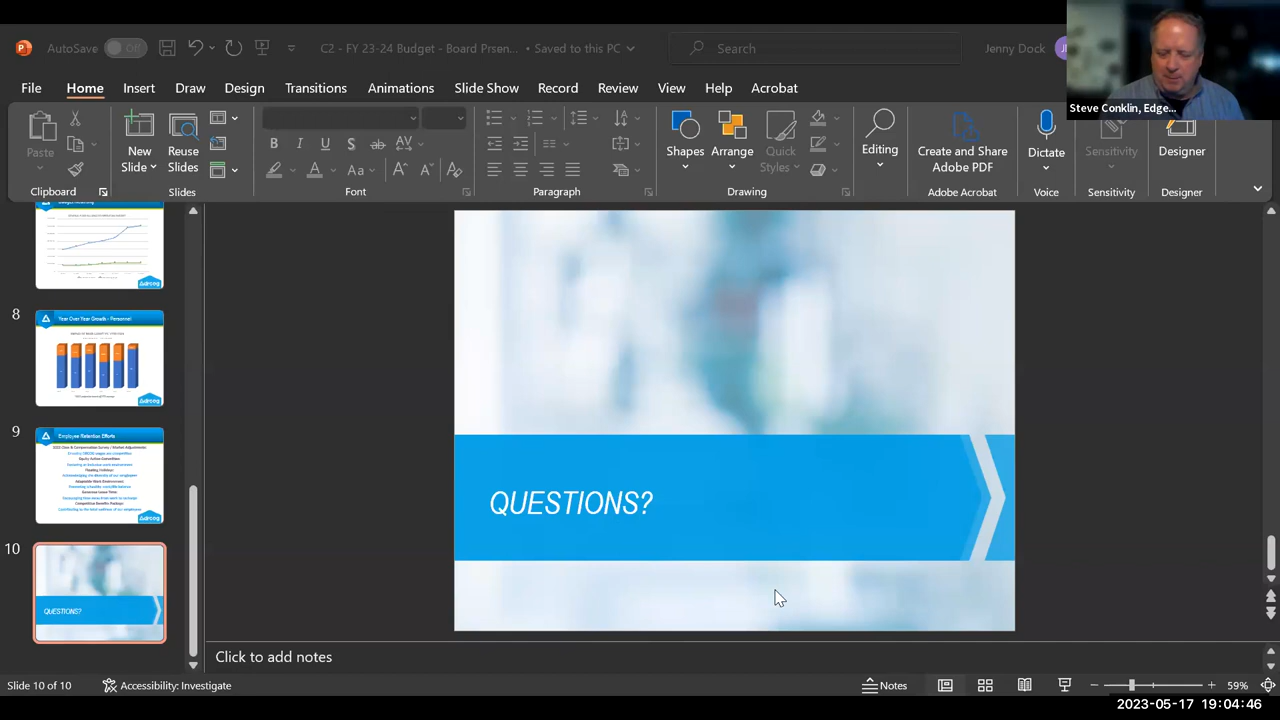 AutoSave Off C2 - FY 23-24 Budget - Board Prsen... • Saved to this PC Search Jenny Dock
Steve Conklin, Edge...
File Home Insert Draw Design Transitions Animations Slide Show Record Review View Help Acrobat
Paste
New Slide
Reuse Slides
B I U S ab AV
Aa A A
Shapes
Arrange
Quick Styles
Editing
Create and Share Adobe PDF
Dictate
Sensitivity
Designer
Clipboard Slides Font Paragraph Drawing Adobe Acrobat Voice Sensitivity Designer
8
Year Over Year Growth - Personnel
9
Employee Retention Efforts
10
QUESTIONS?
QUESTIONS?
Click to add notes
Slide 10 of 10 Accessibility: Investigate Notes 59%
2023-05-17 19:04:46